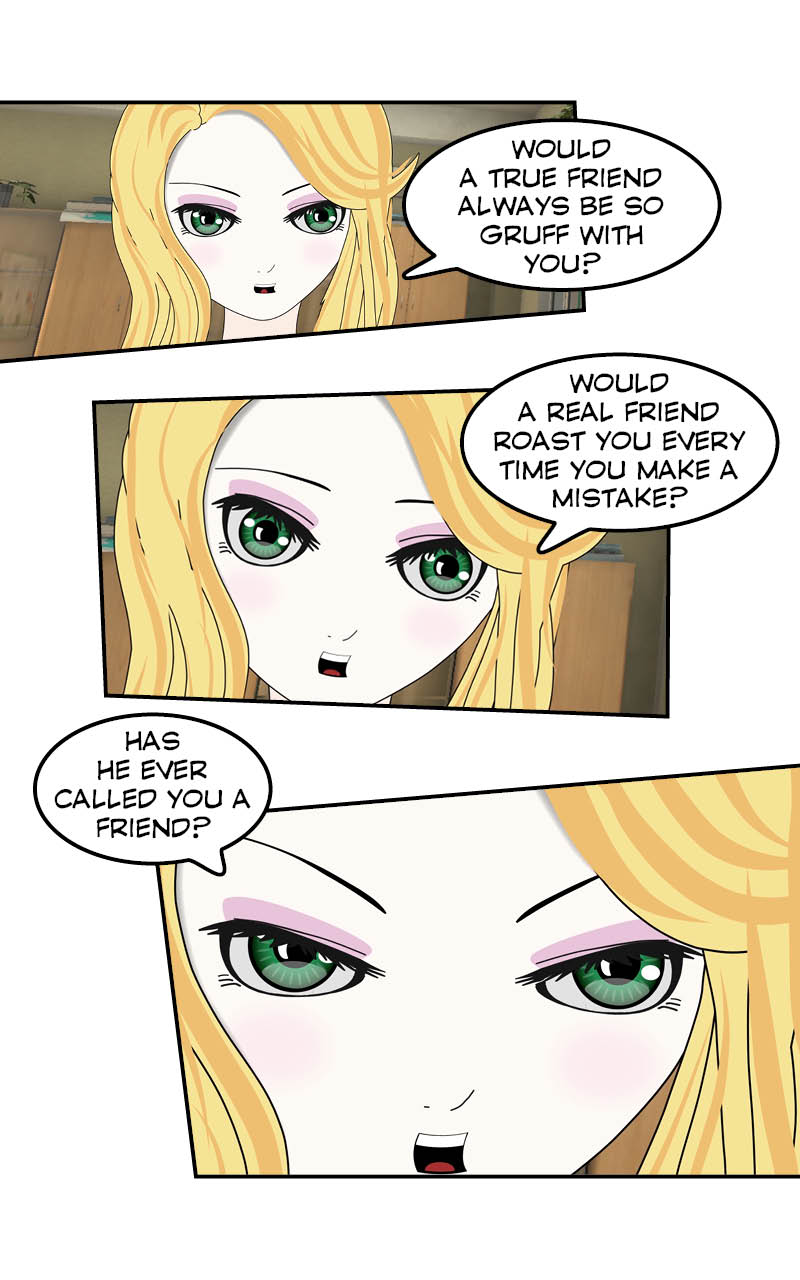 WOULD
A TRUE FRIEND
ALWAYS BE SO
GRUFF WITH
YOU?
WOULD
A REAL FRIEND
ROAST YOU EVERY
TIME YOU MAKE A
MISTAKE?
HAS
HE EVER
CALLED YOU A
FRIEND?